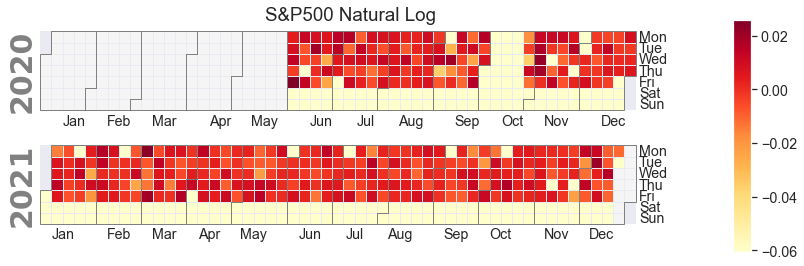 S&P500 Natural Log
2020
Mon
Tue
Wed
Thu
Fri
Sat
Sun
Jan Feb Mar Apr May Jun Jul Aug Sep Oct Nov Dec
2021
Mon
Tue
Wed
Thu
Fri
Sat
Sun
Jan Feb Mar Apr May Jun Jul Aug Sep Oct Nov Dec
0.02
0.00
−0.02
−0.04
−0.06